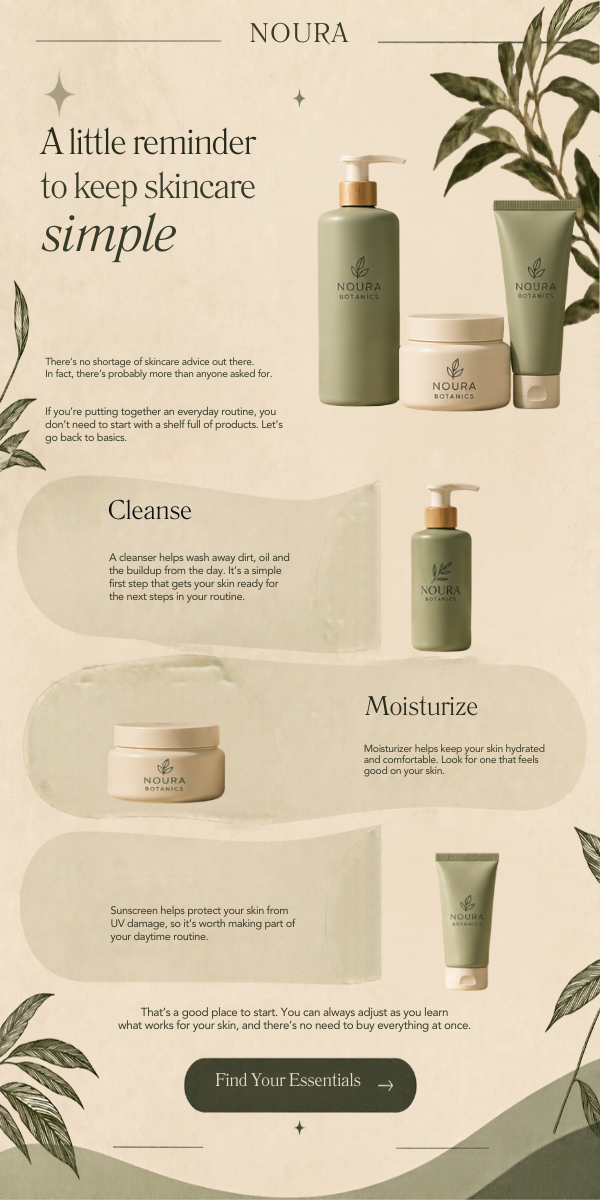 NOURA
A little reminder
to keep skincare
simple
NOURA
BOTANICS
NOURA
BOTANICS
NOURA
BOTANICS
There's no shortage of skincare advice out there.
In fact, there's probably more than anyone asked for.
If you're putting together an everyday routine, you
don't need to start with a shelf full of products. Let's
go back to basics.
Cleanse
A cleanser helps wash away dirt, oil and
the buildup from the day. It's a simple
first step that gets your skin ready for
the next steps in your routine.
NOURA
BOTANICS
Moisturize
Moisturizer helps keep your skin hydrated
and comfortable. Look for one that feels
good on your skin.
NOURA
BOTANICS
Sunscreen helps protect your skin from
UV damage, so it's worth making part of
your daytime routine.
NOURA
BOTANICS
That's a good place to start. You can always adjust as you learn
what works for your skin, and there's no need to buy everything at once.
Find Your Essentials →